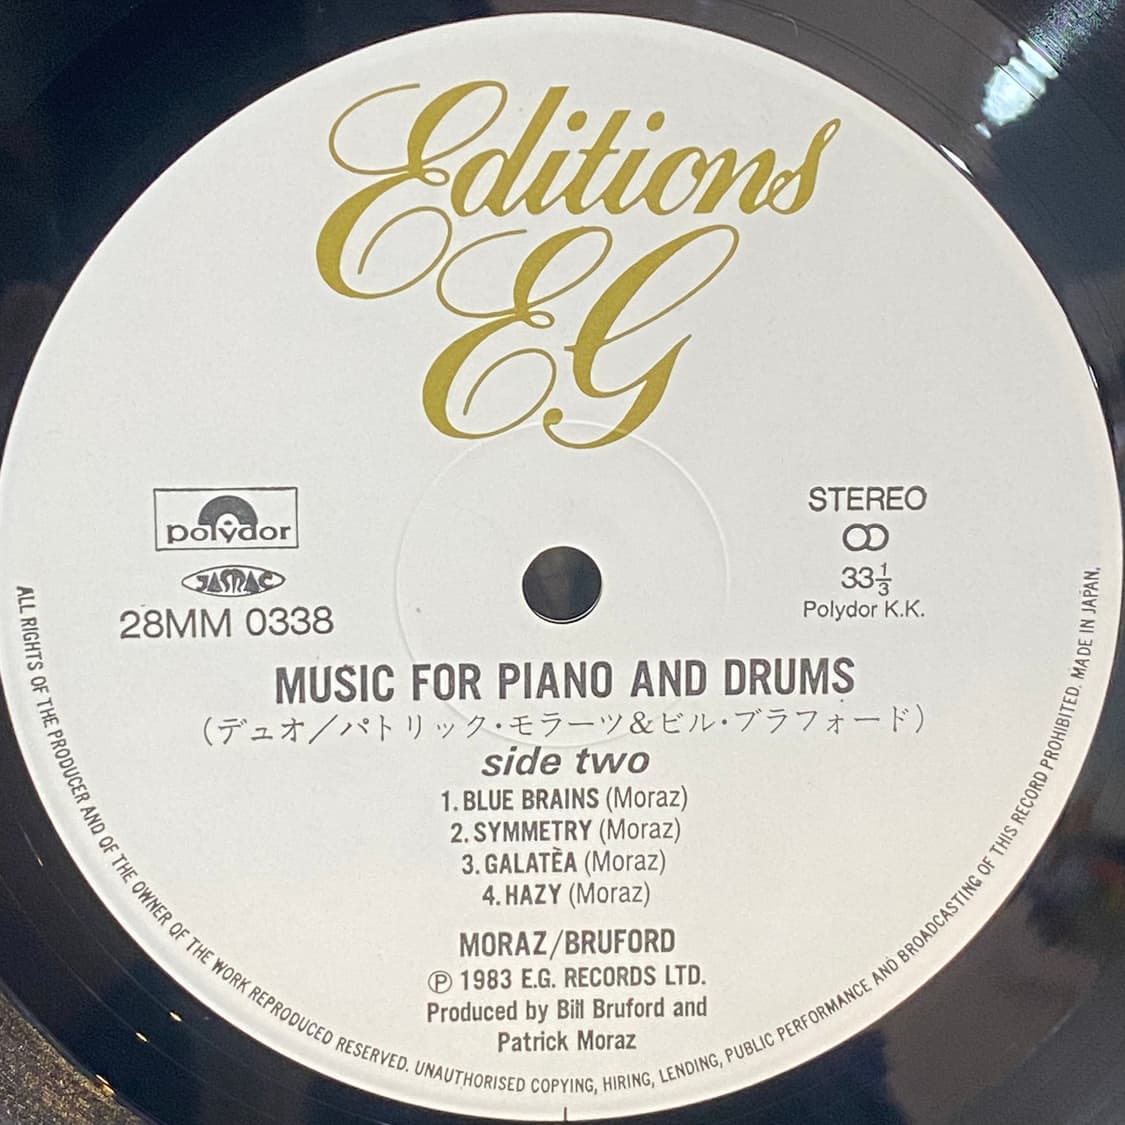 Editions
EG
polydor
JASRAC
28MM 0338
STEREO
33⅓
Polydor K.K.
MUSIC FOR PIANO AND DRUMS
(デュオ/パトリック・モラーツ&ビル・ブラフォード)
side two
1. BLUE BRAINS (Moraz)
2. SYMMETRY (Moraz)
3. GALATÈA (Moraz)
4. HAZY (Moraz)
MORAZ/BRUFORD
Ⓟ 1983 E.G. RECORDS LTD.
Produced by Bill Bruford and
Patrick Moraz
ALL RIGHTS OF THE PRODUCER AND OF THE OWNER OF THE WORK REPRODUCED RESERVED. UNAUTHORISED COPYING, HIRING, LENDING, PUBLIC PERFORMANCE AND BROADCASTING OF THIS RECORD PROHIBITED. MADE IN JAPAN.